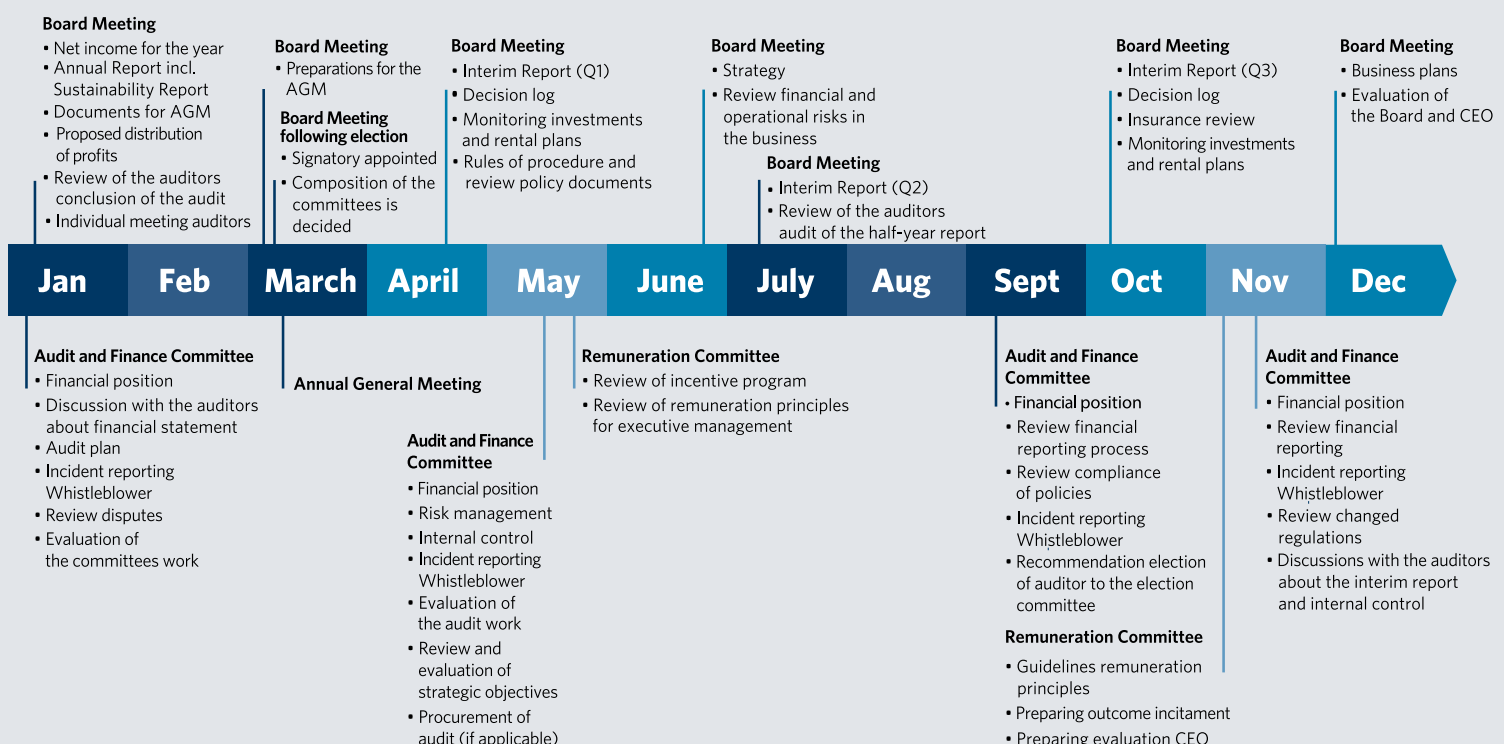 Board Meeting
• Net income for the year
• Annual Report incl.
Sustainability Report
• Documents for AGM
• Proposed distribution
of profits
• Review of the auditors
conclusion of the audit
• Individual meeting auditors
Board Meeting
• Preparations for the
AGM
Board Meeting
following election
• Signatory appointed
• Composition of the
committees is
decided
Board Meeting
• Interim Report (Q1)
• Decision log
• Monitoring investments
and rental plans
• Rules of procedure and
review policy documents
Board Meeting
• Strategy
• Review financial and
operational risks in
the business
Board Meeting
• Interim Report (Q2)
• Review of the auditors
audit of the half-year report
Board Meeting
• Interim Report (Q3)
• Decision log
• Insurance review
• Monitoring investments
and rental plans
Board Meeting
• Business plans
• Evaluation of
the Board and CEO
Jan Feb March April May June July Aug Sept Oct Nov Dec
Audit and Finance Committee
• Financial position
• Discussion with the auditors
about financial statement
• Audit plan
• Incident reporting
Whistleblower
• Review disputes
• Evaluation of
the committees work
Annual General Meeting
Audit and Finance
Committee
• Financial position
• Risk management
• Internal control
• Incident reporting
Whistleblower
• Evaluation of
the audit work
• Review and
evaluation of
strategic objectives
• Procurement of
audit (if applicable)
Remuneration Committee
• Review of incentive program
• Review of remuneration principles
for executive management
Audit and Finance
Committee
• Financial position
• Review financial
reporting process
• Review compliance
of policies
• Incident reporting
Whistleblower
• Recommendation election
of auditor to the election
committee
Remuneration Committee
• Guidelines remuneration
principles
• Preparing outcome incitament
• Preparing evaluation CEO
Audit and Finance
Committee
• Financial position
• Review financial
reporting
• Incident reporting
Whistleblower
• Review changed
regulations
• Discussions with the auditors
about the interim report
and internal control